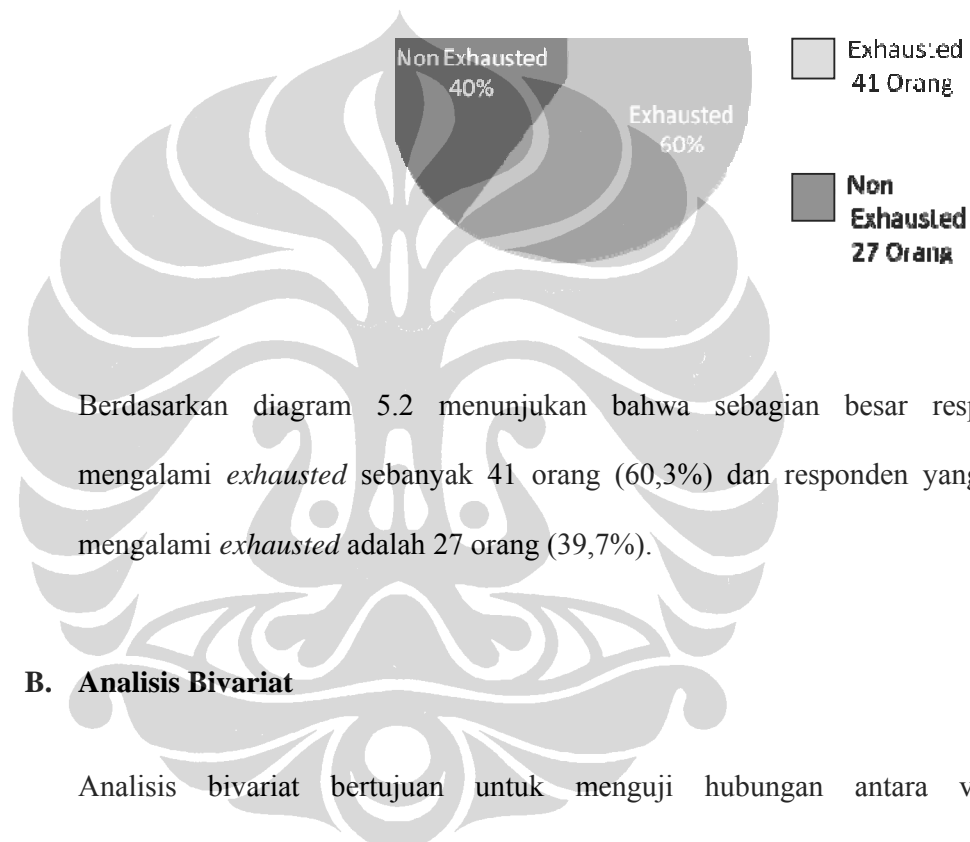 Non Exhausted
40%
Exhausted
60%
Exhausted
41 Orang
Non
Exhausted
27 Orang
Berdasarkan diagram 5.2 menunjukan bahwa sebagian besar
mengalami exhausted sebanyak 41 orang (60,3%) dan responden yang
mengalami exhausted adalah 27 orang (39,7%).
B. Analisis Bivariat
Analisis bivariat bertujuan untuk menguji hubungan antara